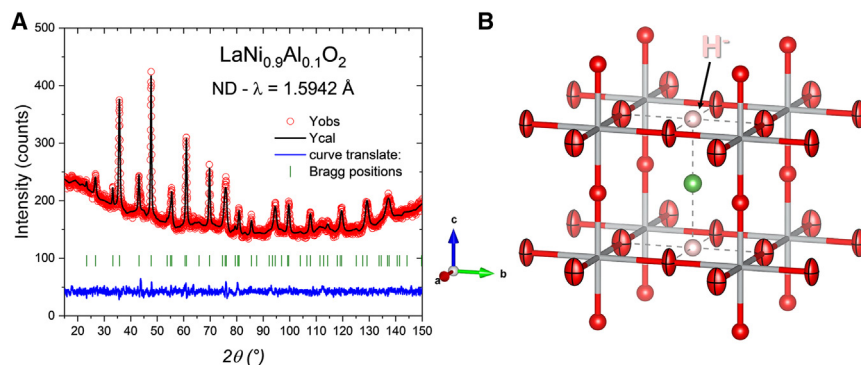 A
LaNi0.9Al0.1O2
ND - λ = 1.5942 Å
Yobs
Ycal
curve translate:
Bragg positions
Intensity (counts)
500
400
300
200
100
0
20 30 40 50 60 70 80 90 100 110 120 130 140 150
2θ (°)
B
H-
c
b
a